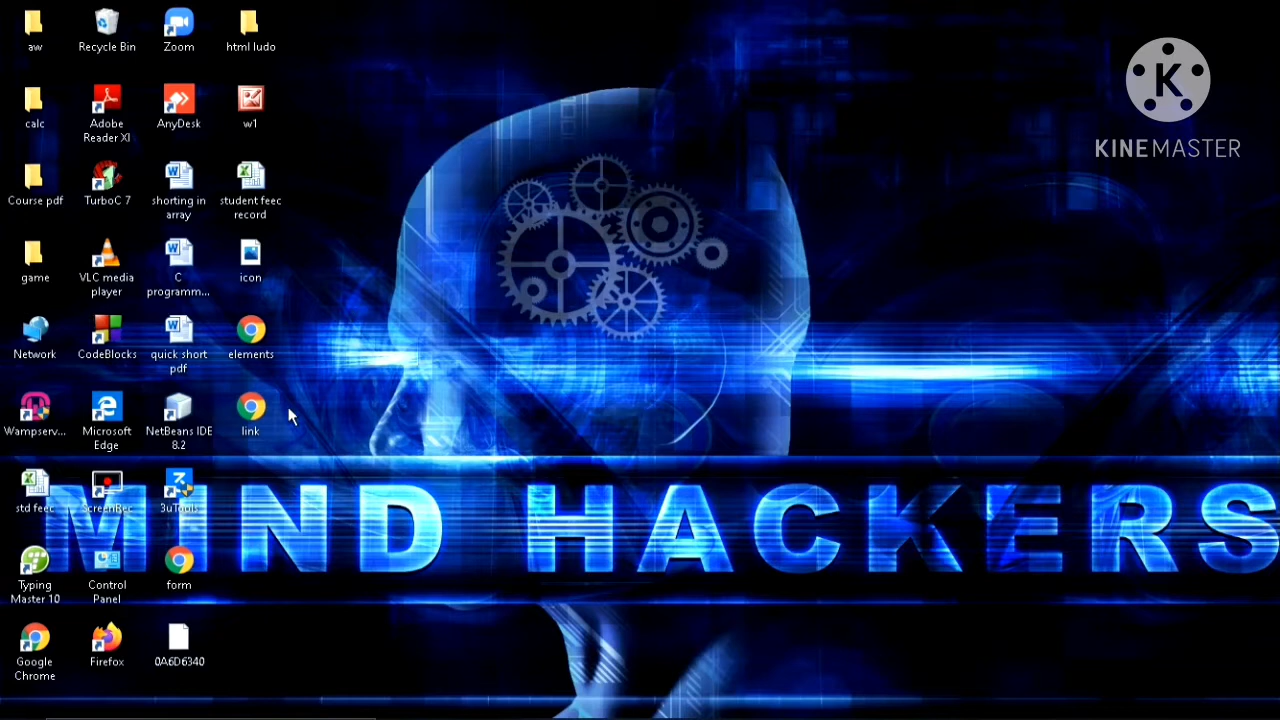 aw
Recycle Bin
Zoom
html ludo
calc
Adobe
Reader XI
AnyDesk
w1
Course pdf
TurboC 7
shorting in
array
student feec
record
game
VLC media
player
C
programm...
icon
Network
CodeBlocks
quick short
pdf
elements
Wampserv...
Microsoft
Edge
NetBeans IDE
8.2
link
std feec
ScreenRec
3uTools
Typing
Master 10
Control
Panel
form
Google
Chrome
Firefox
0A6D6340
MIND HACKERS
K
KINEMASTER